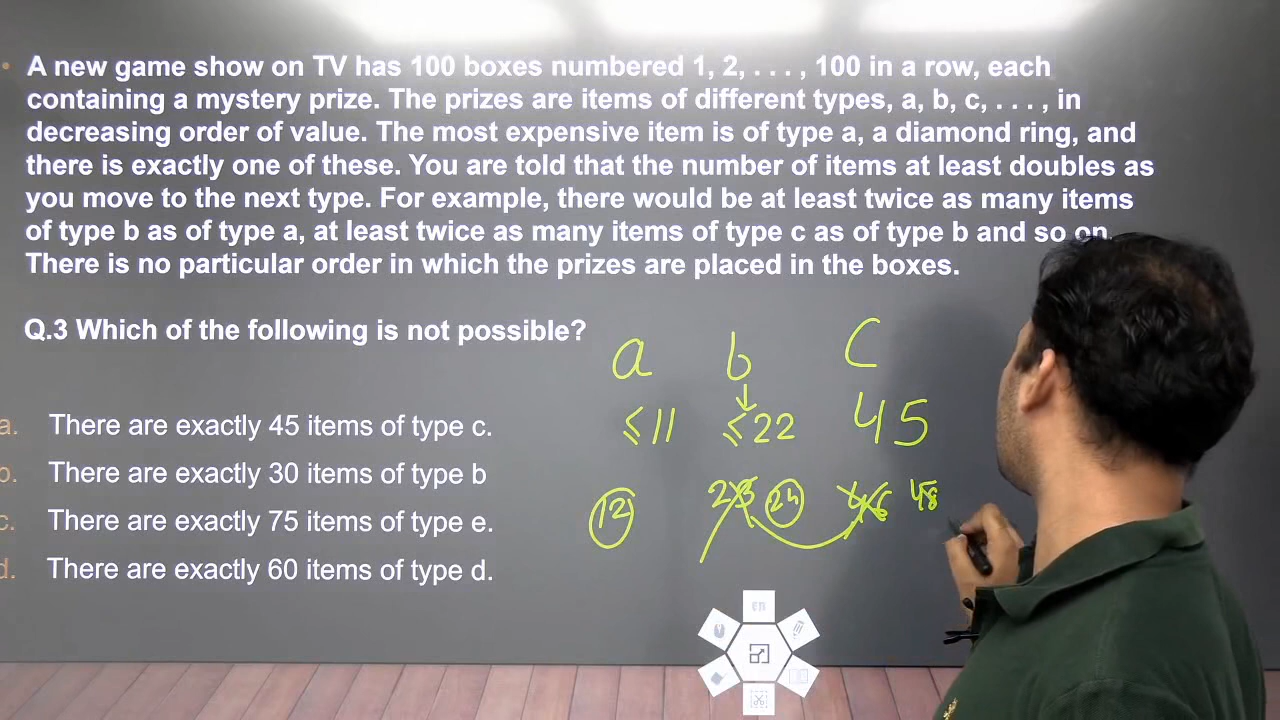 • A new game show on TV has 100 boxes numbered 1, 2, . . . , 100 in a row, each
containing a mystery prize. The prizes are items of different types, a, b, c, . . . , in
decreasing order of value. The most expensive item is of type a, a diamond ring, and
there is exactly one of these. You are told that the number of items at least doubles as
you move to the next type. For example, there would be at least twice as many items
of type b as of type a, at least twice as many items of type c as of type b and so on.
There is no particular order in which the prizes are placed in the boxes.
Q.3 Which of the following is not possible?
a b C
a. There are exactly 45 items of type c.
≤11 ≤22 45
b. There are exactly 30 items of type b
12 23 24 46 48
c. There are exactly 75 items of type e.
d. There are exactly 60 items of type d.
en